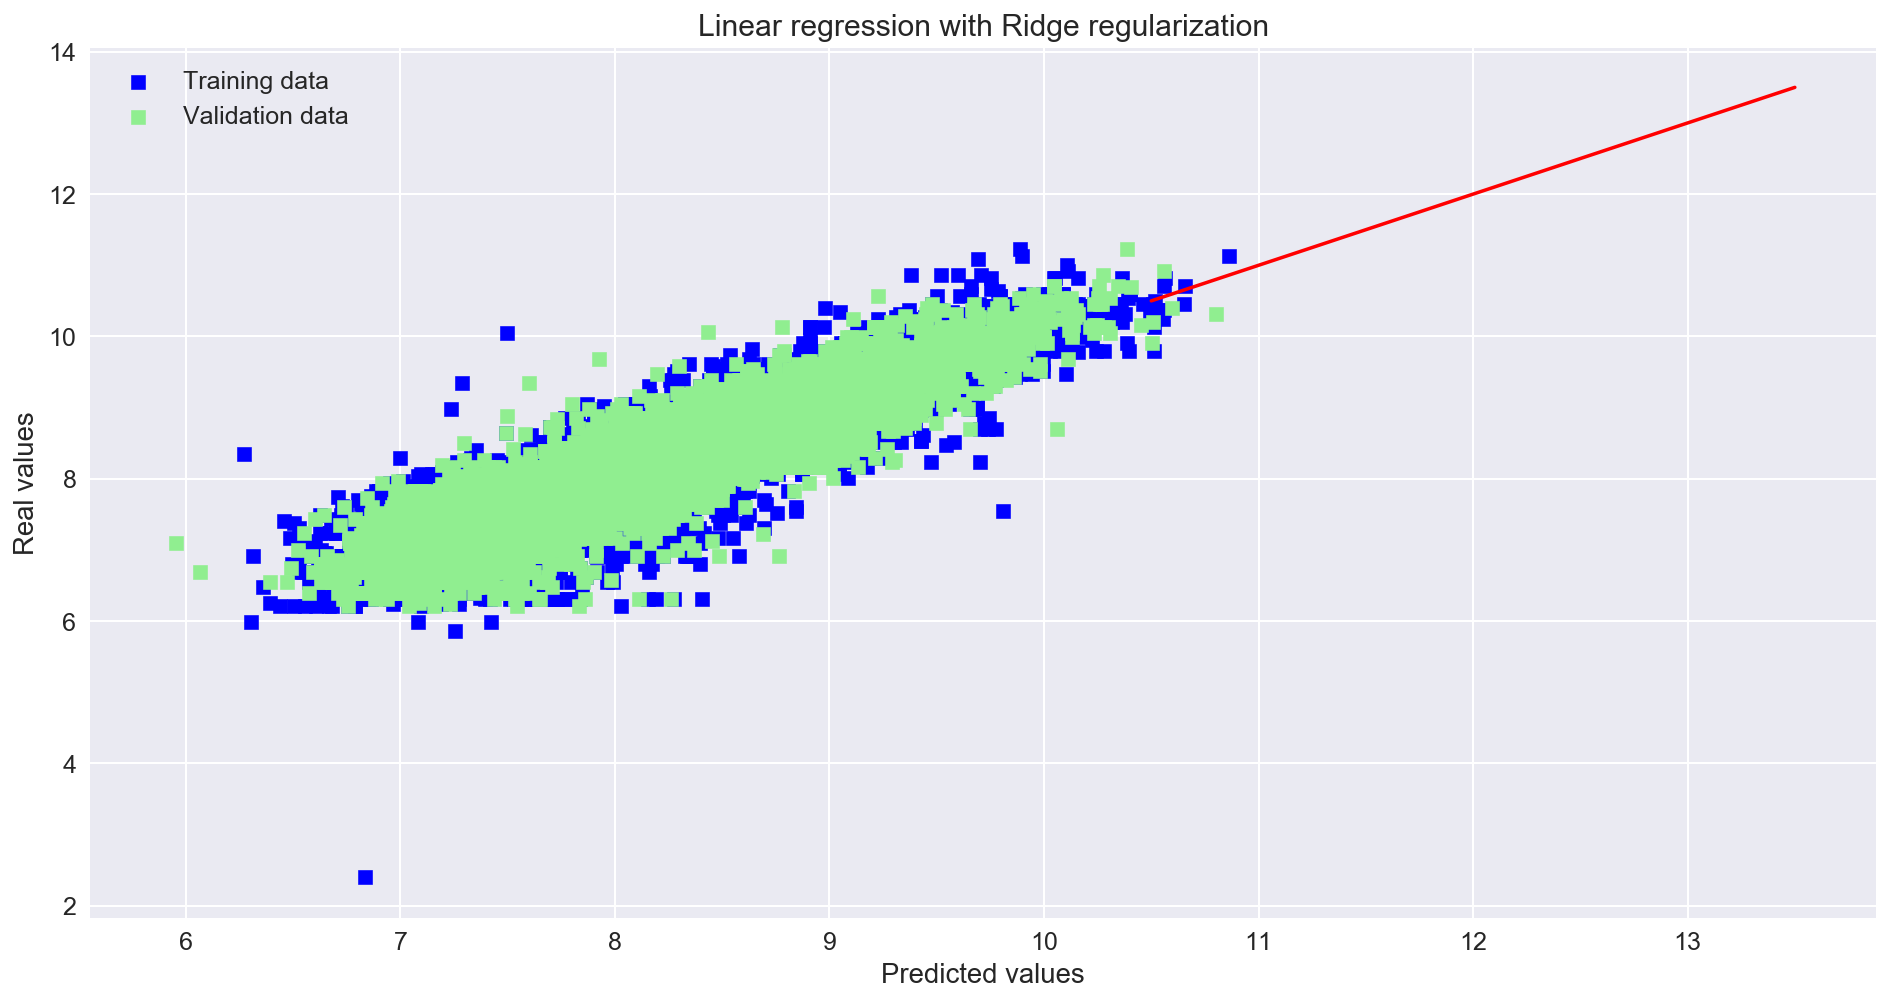 Linear regression with Ridge regularization
Training data
Validation data
14
12
10
8
6
4
2
Real values
6 7 8 9 10 11 12 13
Predicted values